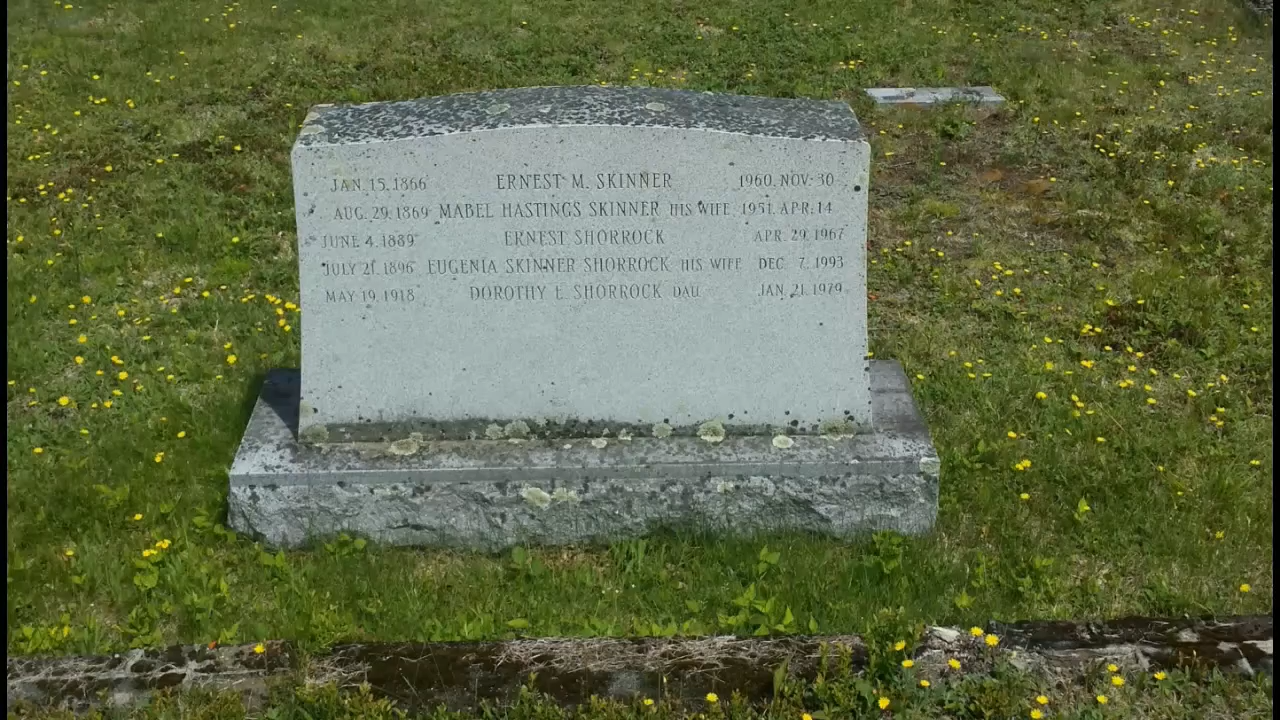 JAN. 15, 1866 ERNEST M. SKINNER 1960. NOV. 30
AUG. 29, 1869 MABEL HASTINGS SKINNER HIS WIFE 1951. APR. 14
JUNE 4, 1889 ERNEST SHORROCK APR. 29, 1967
JULY 21, 1896 EUGENIA SKINNER SHORROCK HIS WIFE DEC. 7, 1993
MAY 19, 1918 DOROTHY E. SHORROCK DAU. JAN. 21, 1979